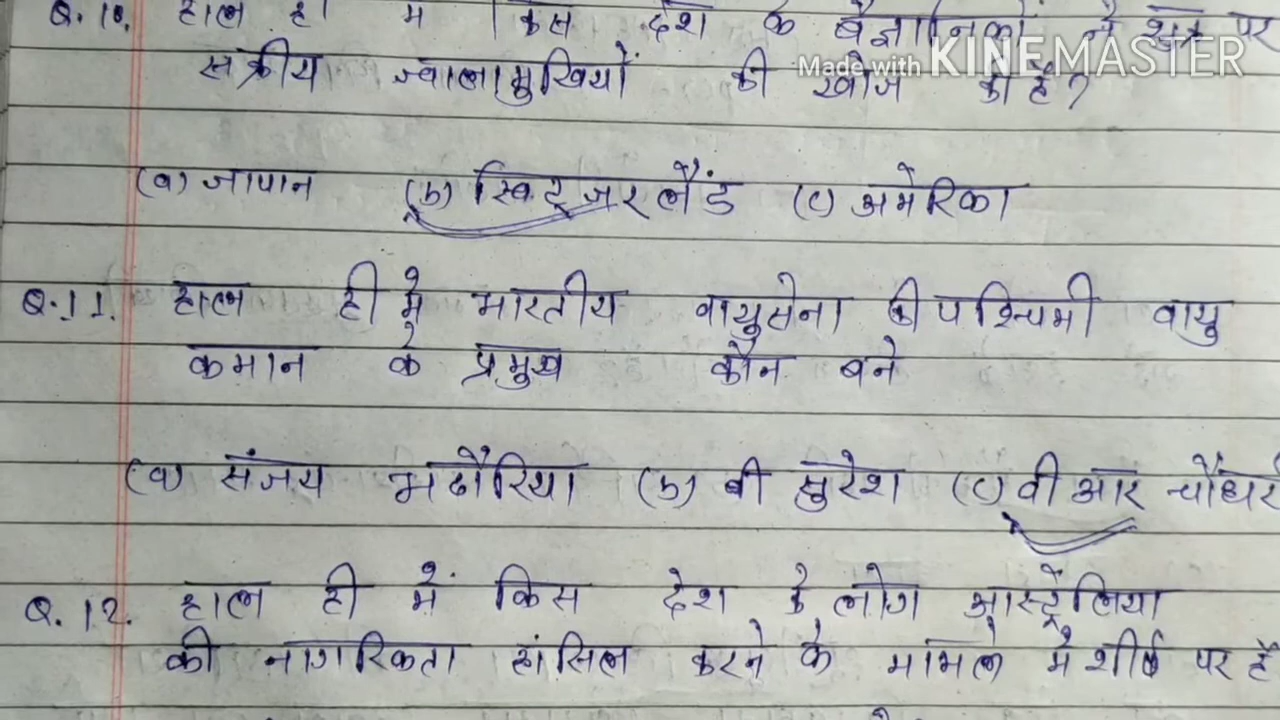 Q.10. हाल ही में किस देश के वैज्ञानिकों ने शुक्र पर
Made with KINEMASTER
सक्रीय ज्वालामुखियों की खोज की है?
(a) जापान (b) स्विट्जरलैंड (c) अमेरिका
Q.11. हाल ही में भारतीय वायुसेना की पश्चिमी वायु
कमान के प्रमुख कौन बने
(a) संजय भदौरिया (b) बी सुरेश (c) वी आर चौधरी
Q.12. हाल ही में किस देश के लोग आस्ट्रेलिया
की नागरिकता हांसिल करने के मामले में शीर्ष पर है